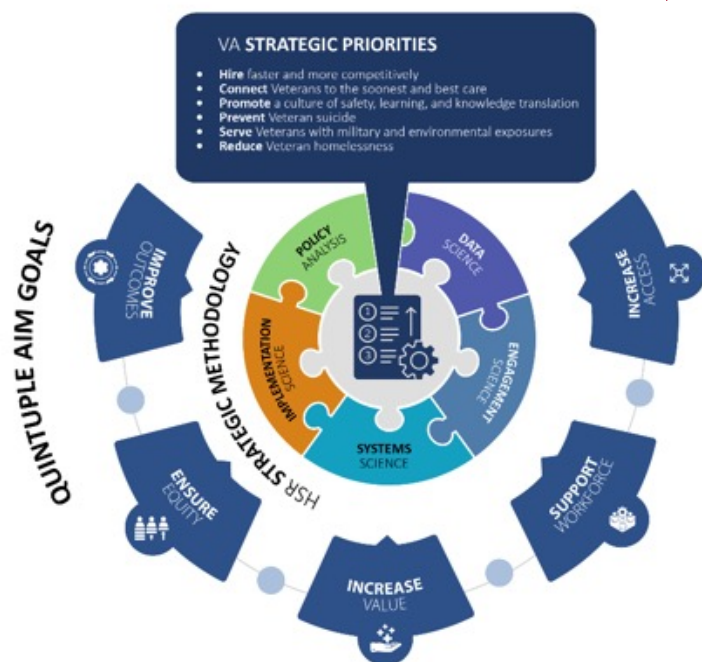 VA STRATEGIC PRIORITIES
• Hire faster and more competitively
• Connect Veterans to the soonest and best care
• Promote a culture of safety, learning, and knowledge translation
• Prevent Veteran suicide
• Serve Veterans with military and environmental exposures
• Reduce Veteran homelessness
QUINTUPLE AIM GOALS
HSR STRATEGIC METHODOLOGY
POLICY
ANALYSIS
DATA
SCIENCE
ENGAGEMENT
SCIENCE
SYSTEMS
SCIENCE
IMPLEMENTATION
SCIENCE
1
2
3
IMPROVE
OUTCOMES
ENSURE
EQUITY
INCREASE
VALUE
SUPPORT
WORKFORCE
INCREASE
ACCESS